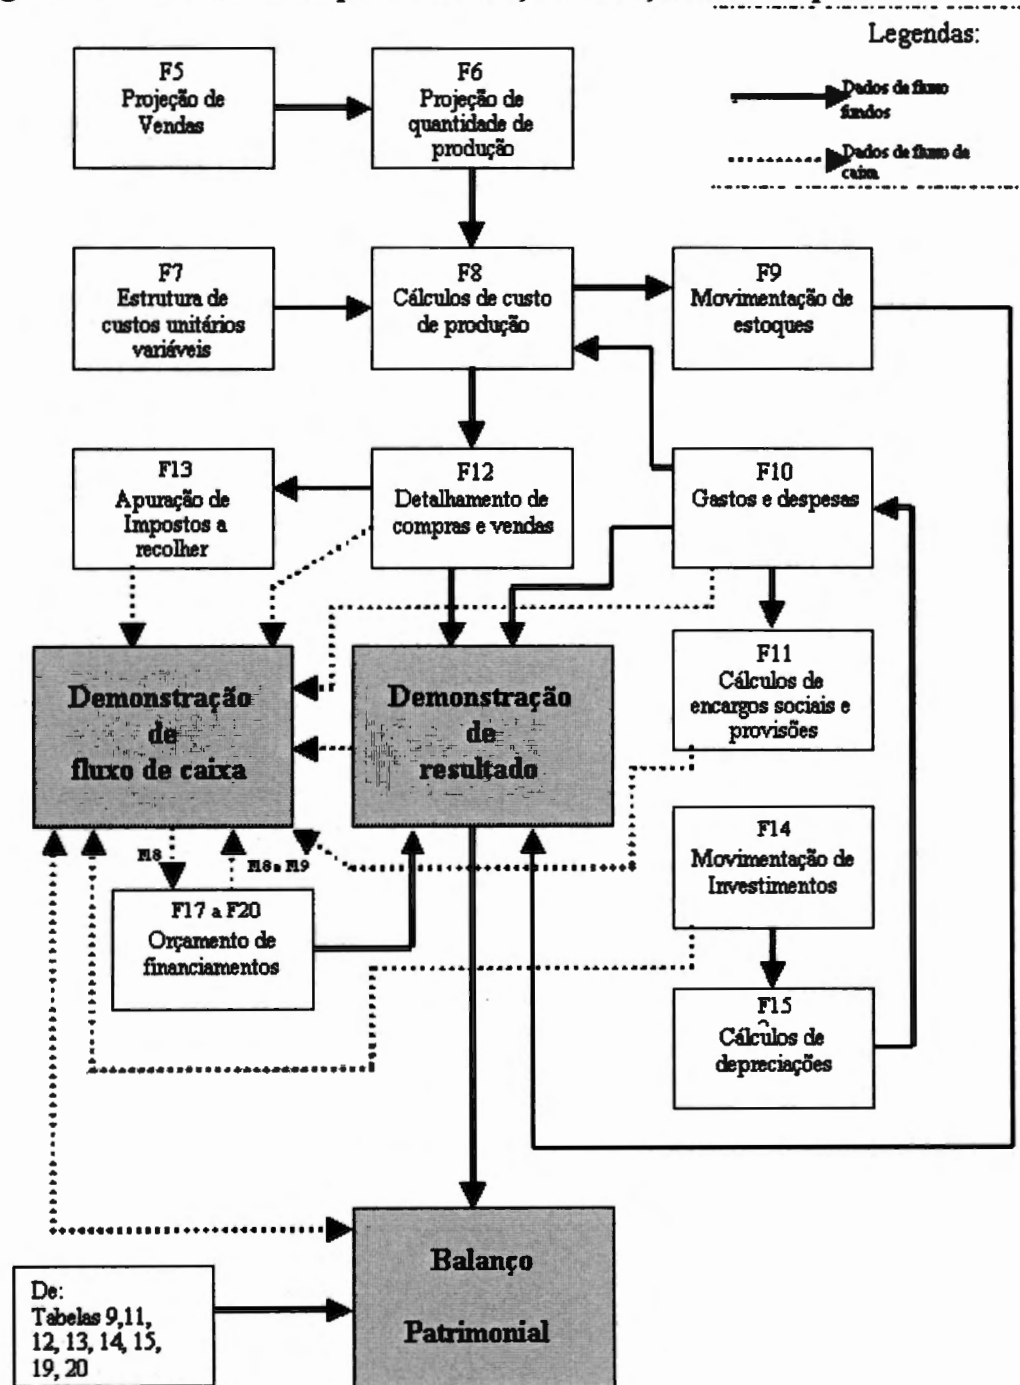 Legendas:
Dados de fluxo
fundos
Dados de fluxo de
caixa
F5
Projeção de
Vendas
F6
Projeção de
quantidade de
produção
F7
Estrutura de
custos unitários
variáveis
F8
Cálculos de custo
de produção
F9
Movimentação de
estoques
F13
Apuração de
Impostos a
recolher
F12
Detalhamento de
compras e vendas
F10
Gastos e despesas
F11
Cálculos de
encargos sociais e
provisões
Demonstração
de
fluxo de caixa
Demonstração
de
resultado
F14
Movimentação de
Investimentos
F18
F18 a F19
F17 a F20
Orçamento de
financiamentos
F15
Cálculos de
depreciações
Balanço
Patrimonial
De:
Tabelas 9,11,
12, 13, 14, 15,
19, 20